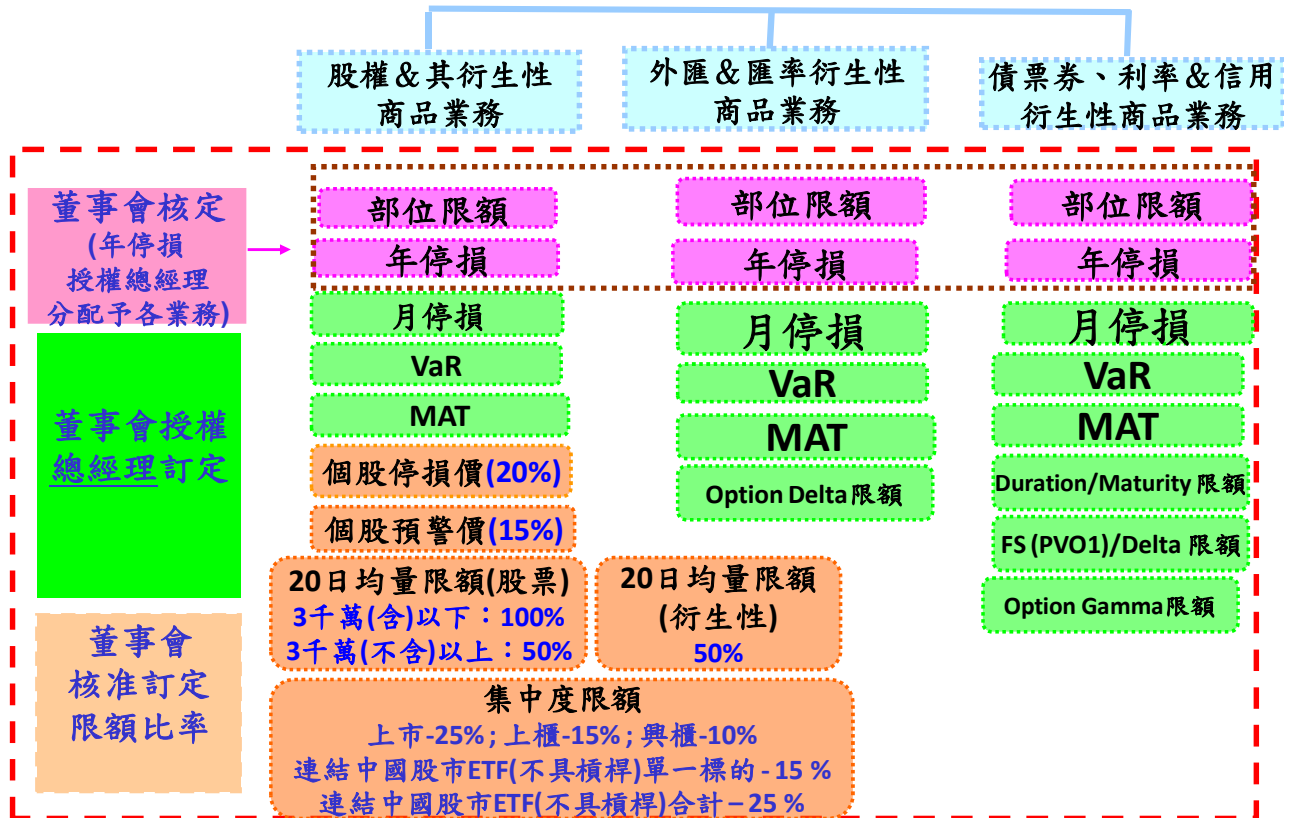 股權＆其衍生性
商品業務
外匯＆匯率衍生性
商品業務
債票券、利率＆信用
衍生性商品業務
董事會核定
(年停損
授權總經理
分配予各業務)
董事會授權
總經理訂定
董事會
核准訂定
限額比率
部位限額
年停損
月停損
VaR
MAT
個股停損價(20%)
個股預警價(15%)
20日均量限額(股票)
3千萬(含)以下：100%
3千萬(不含)以上：50%
20日均量限額
(衍生性)
50%
集中度限額
上市-25%；上櫃-15%；興櫃-10%
連結中國股市ETF(不具槓桿)單一標的 - 15 %
連結中國股市ETF(不具槓桿)合計 – 25 %
部位限額
年停損
月停損
VaR
MAT
Option Delta限額
部位限額
年停損
月停損
VaR
MAT
Duration/Maturity 限額
FS (PVO1)/Delta 限額
Option Gamma限額